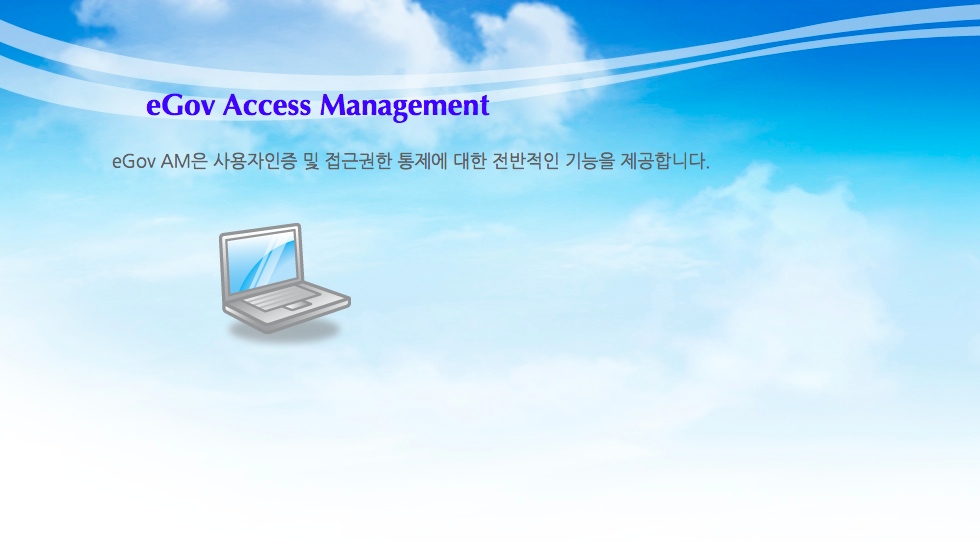 eGov Access Management
eGov AM은 사용자인증 및 접근권한 통제에 대한 전반적인 기능을 제공합니다.